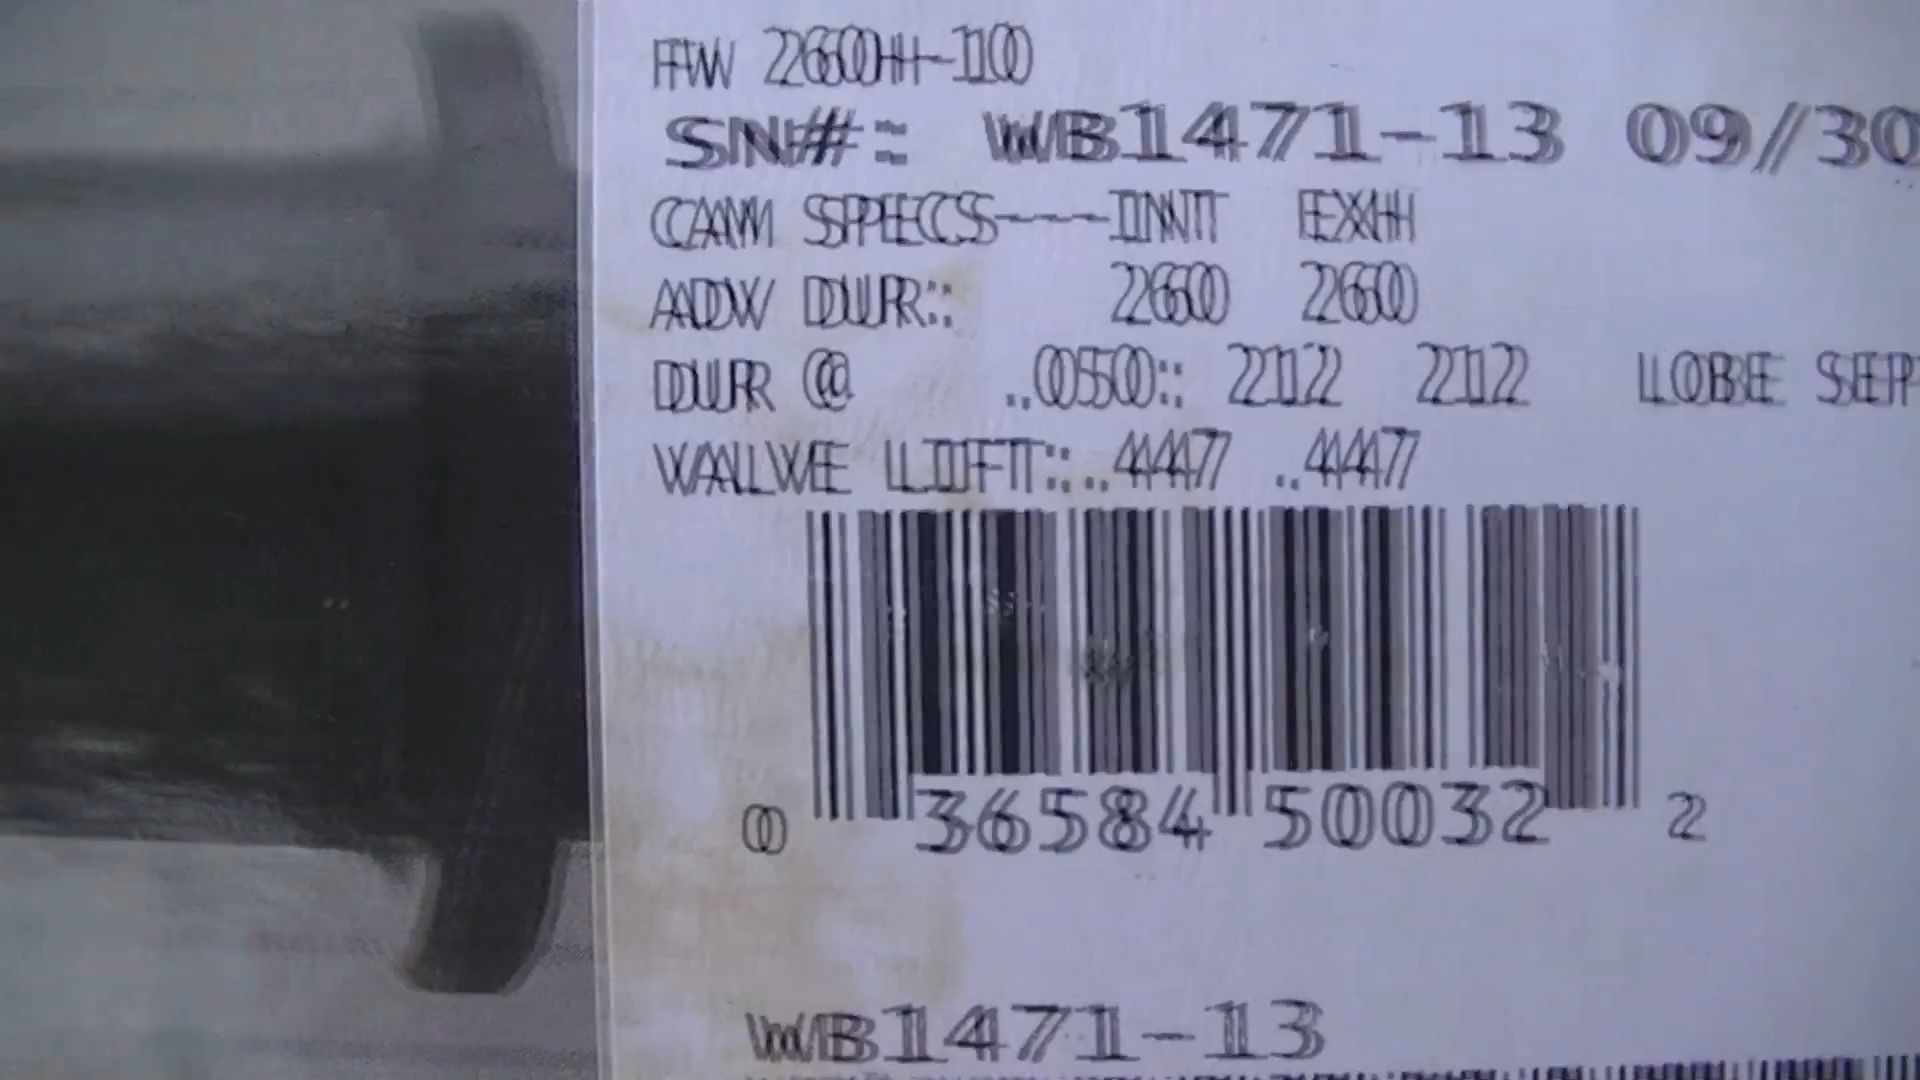 FW 260H-10
SN#: WB1471-13 09/30
CAM SPECS---INT EXH
ADV DUR: 260 260
DUR @ .050: 212 212 LOBE SEP
VALVE LIFT: .447 .447
0 36584 50032 2
WB1471-13